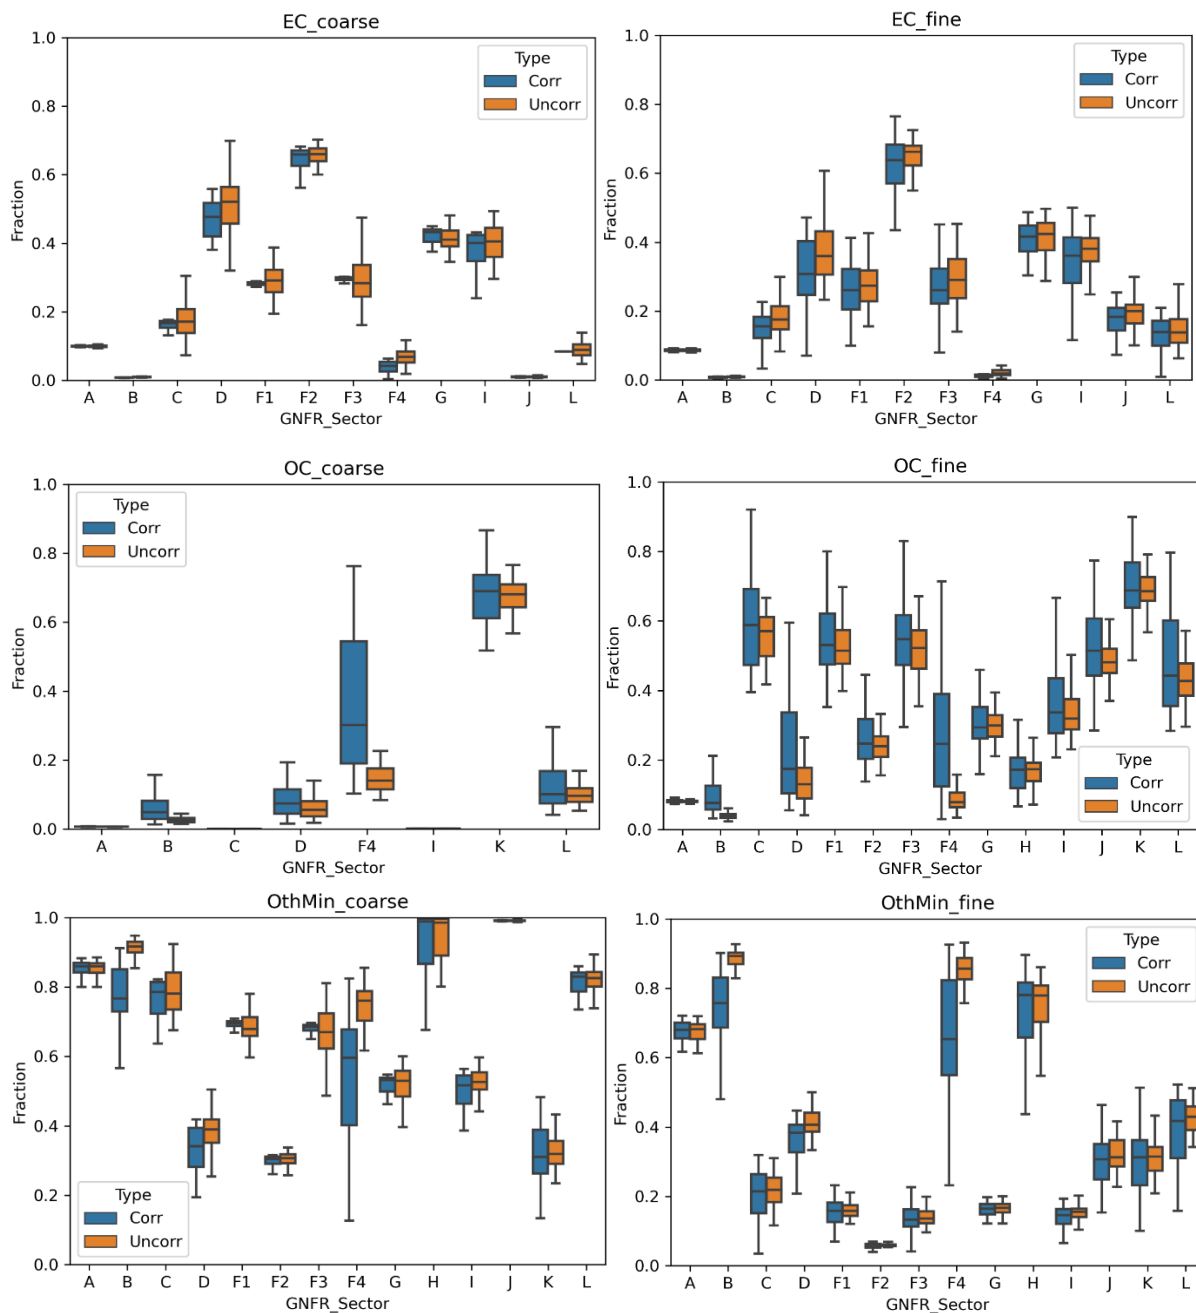 EC_coarse
1.0
0.8
0.6
0.4
0.2
0.0
Fraction
Type
Corr
Uncorr
A B C D F1 F2 F3 F4 G I J L
GNFR_Sector
EC_fine
1.0
0.8
0.6
0.4
0.2
0.0
Fraction
Type
Corr
Uncorr
A B C D F1 F2 F3 F4 G I J L
GNFR_Sector
OC_coarse
1.0
0.8
0.6
0.4
0.2
0.0
Fraction
Type
Corr
Uncorr
A B C D F4 I K L
GNFR_Sector
OC_fine
1.0
0.8
0.6
0.4
0.2
0.0
Fraction
Type
Corr
Uncorr
A B C D F1 F2 F3 F4 G H I J K L
GNFR_Sector
OthMin_coarse
1.0
0.8
0.6
0.4
0.2
0.0
Fraction
Type
Corr
Uncorr
A B C D F1 F2 F3 F4 G H I J K L
GNFR_Sector
OthMin_fine
1.0
0.8
0.6
0.4
0.2
0.0
Fraction
Type
Corr
Uncorr
A B C D F1 F2 F3 F4 G H I J K L
GNFR_Sector